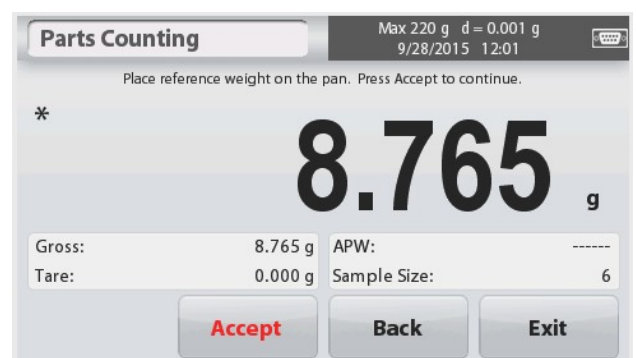 Parts Counting
Max 220 g d = 0.001 g
9/28/2015 12:01
Place reference weight on the pan. Press Accept to continue.
*
8.765 g
Gross: 8.765 g
Tare: 0.000 g
APW: ------
Sample Size: 6
Accept Back Exit